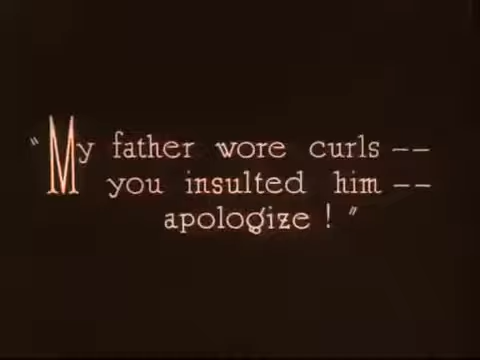 "My father wore curls --
you insulted him --
apologize ! "